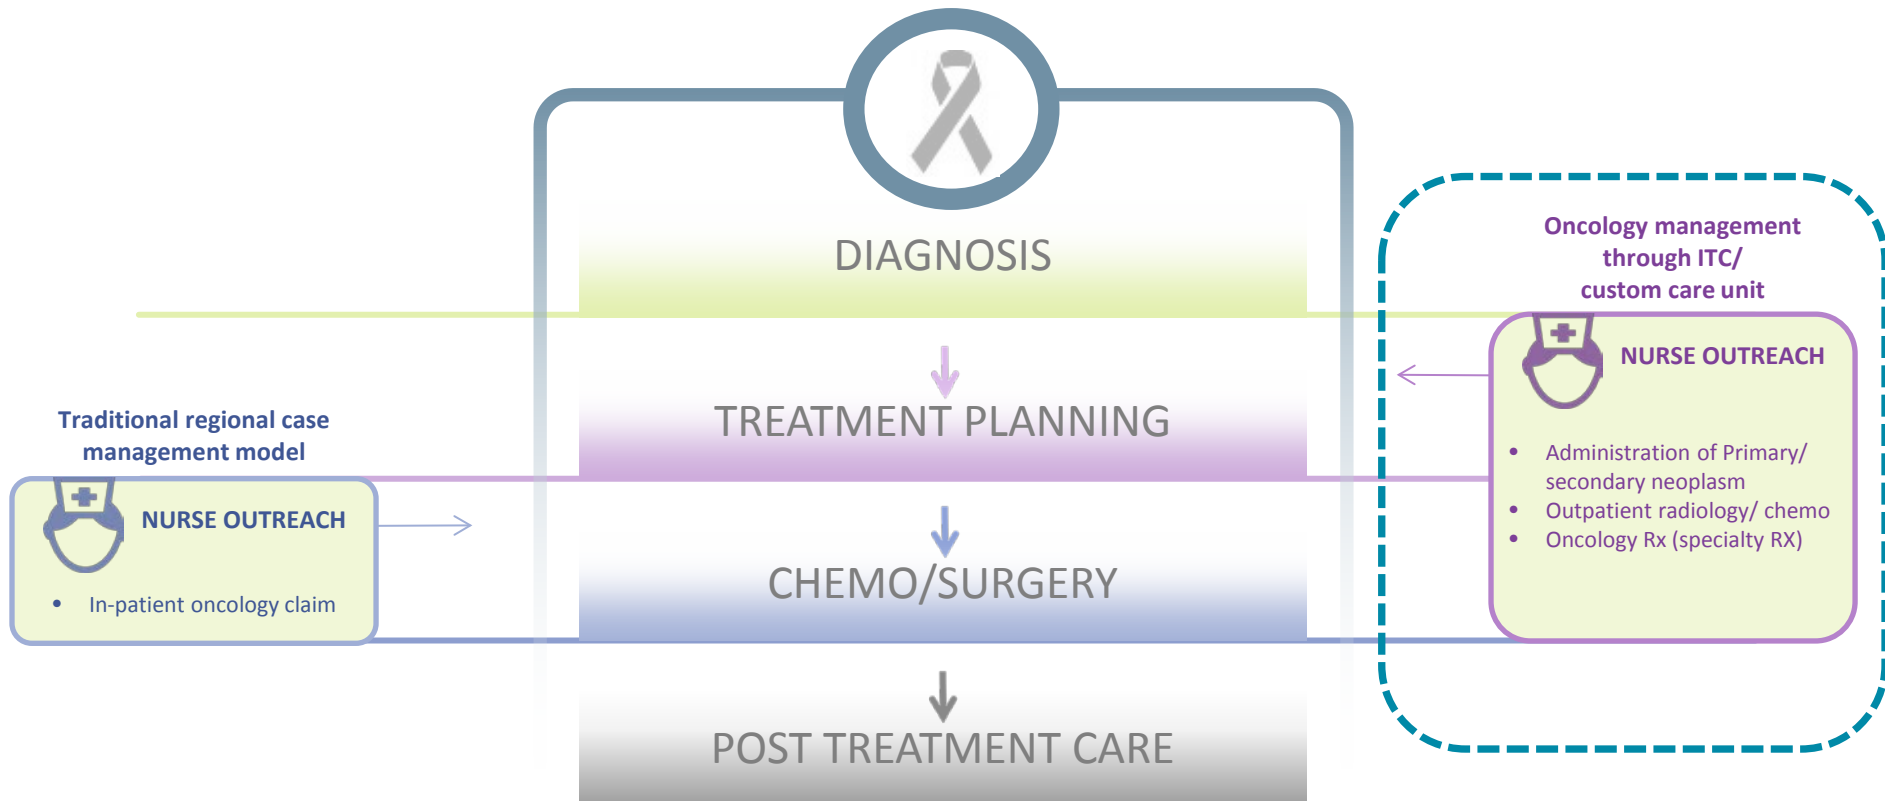 DIAGNOSIS
TREATMENT PLANNING
CHEMO/SURGERY
POST TREATMENT CARE
Traditional regional case
management model
NURSE OUTREACH
• In-patient oncology claim
Oncology management
through ITC/
custom care unit
NURSE OUTREACH
• Administration of Primary/
secondary neoplasm
• Outpatient radiology/ chemo
• Oncology Rx (specialty RX)